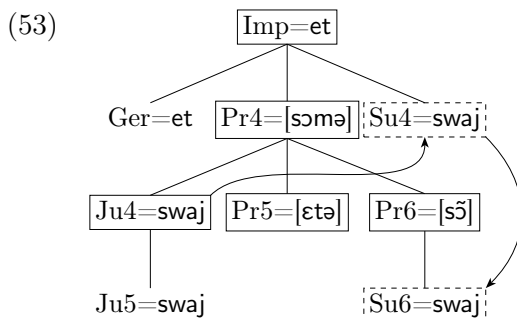 (53)
Imp=et
Ger=et Pr4=[sɔmə] Su4=swaj
Ju4=swaj Pr5=[ɛtə] Pr6=[sɔ̃]
Ju5=swaj Su6=swaj